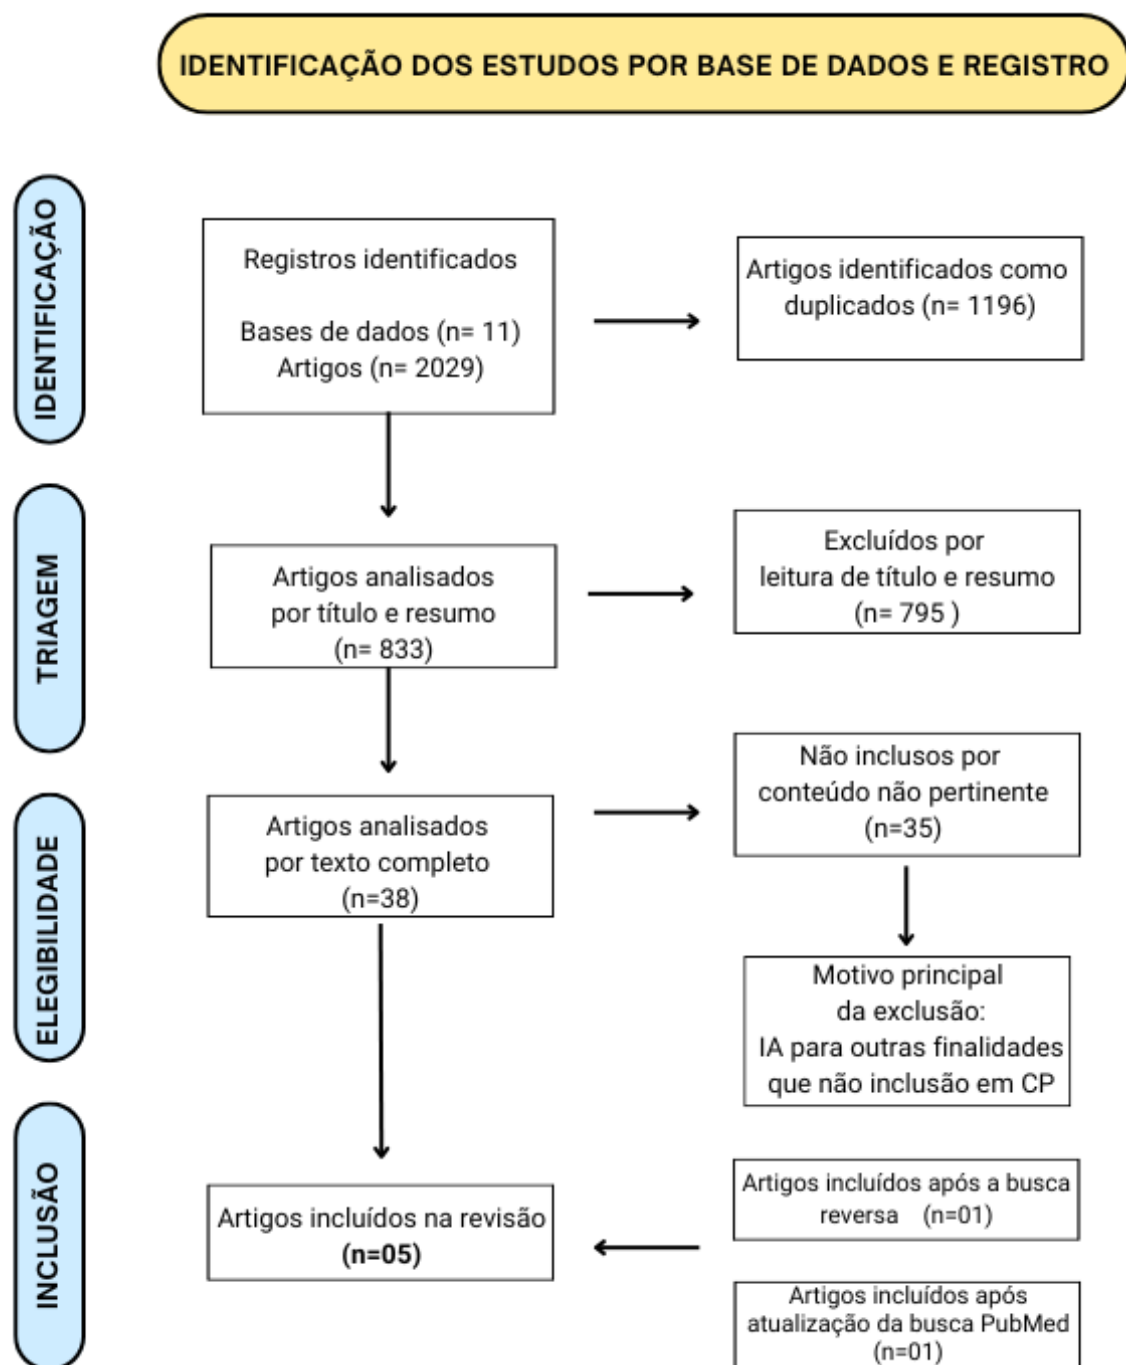 IDENTIFICAÇÃO DOS ESTUDOS POR BASE DE DADOS E REGISTRO
IDENTIFICAÇÃO
Registros identificados
Bases de dados (n= 11)
Artigos (n= 2029)
Artigos identificados como
duplicados (n= 1196)
TRIAGEM
Artigos analisados
por título e resumo
(n= 833)
Excluídos por
leitura de título e resumo
(n= 795 )
ELEGIBILIDADE
Artigos analisados
por texto completo
(n=38)
Não inclusos por
conteúdo não pertinente
(n=35)
Motivo principal
da exclusão:
IA para outras finalidades
que não inclusão em CP
INCLUSÃO
Artigos incluídos na revisão
(n=05)
Artigos incluídos após a busca
reversa (n=01)
Artigos incluídos após
atualização da busca PubMed
(n=01)